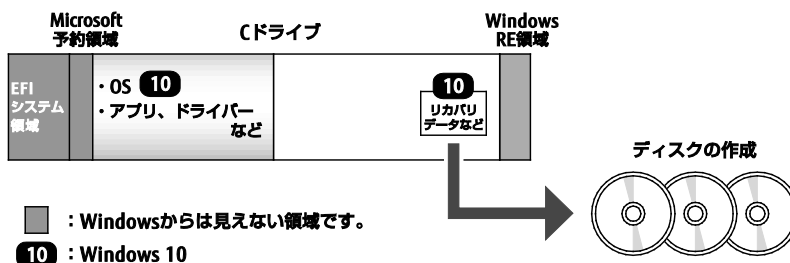 Microsoft
予約領域
Cドライブ
Windows
RE領域
EFI
システム
領域
・OS 10
・アプリ、ドライバー
など
10
リカバリ
データなど
ディスクの作成
：Windowsからは見えない領域です。
10 ：Windows 10